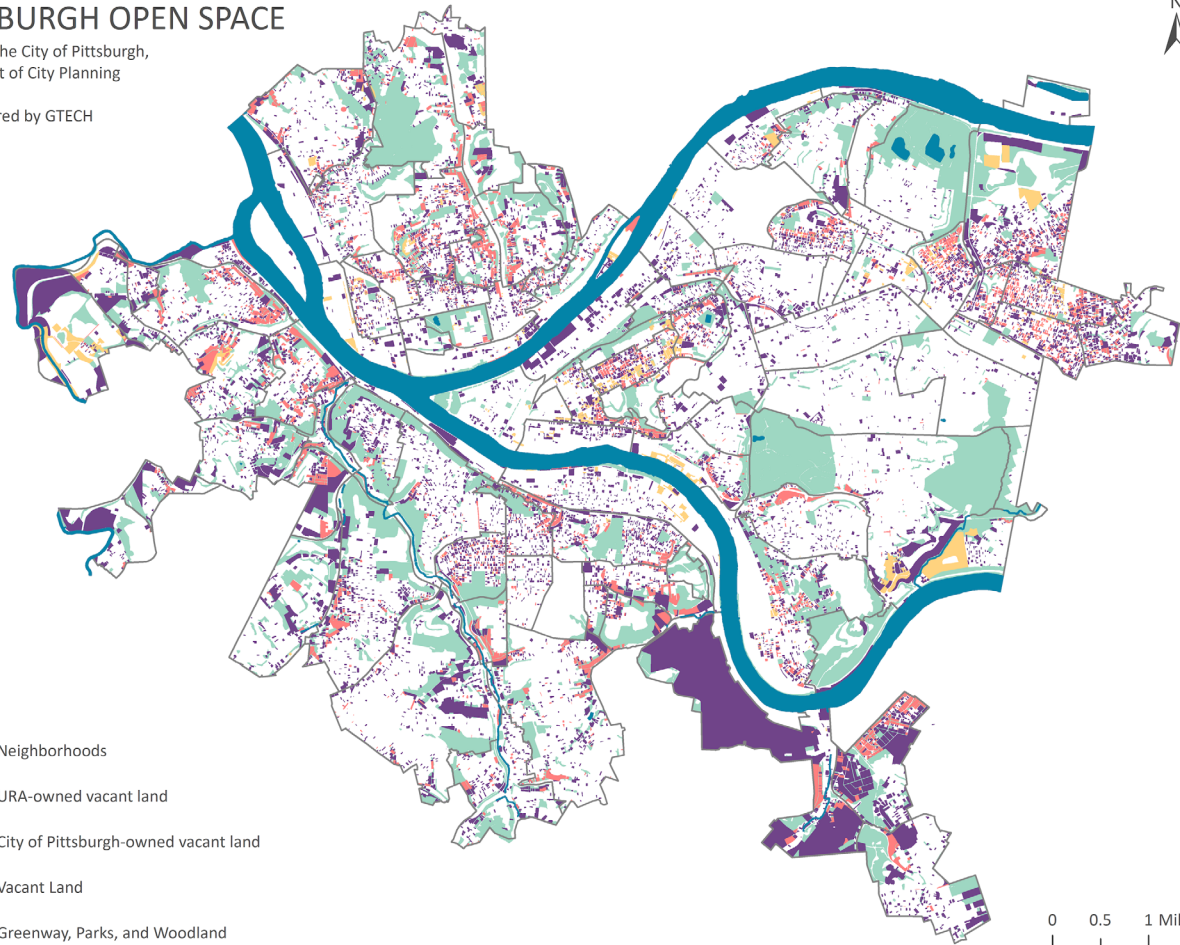 BURGH OPEN SPACE
he City of Pittsburgh,
t of City Planning
red by GTECH
N
Neighborhoods
URA-owned vacant land
City of Pittsburgh-owned vacant land
Vacant Land
Greenway, Parks, and Woodland
0 0.5 1 Mil